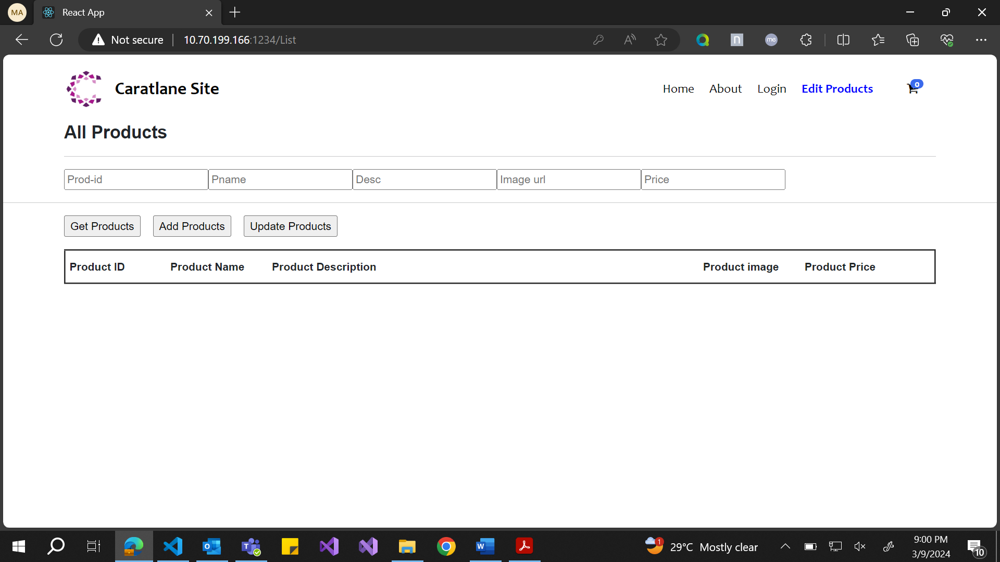 MA React App
Not secure 10.70.199.166:1234/List
n me
Caratlane Site Home About Login Edit Products 0
All Products
Prod-id Pname Desc Image url Price
Get Products Add Products Update Products
Product ID Product Name Product Description Product image Product Price
1 29°C Mostly clear 9:00 PM
3/9/2024 10